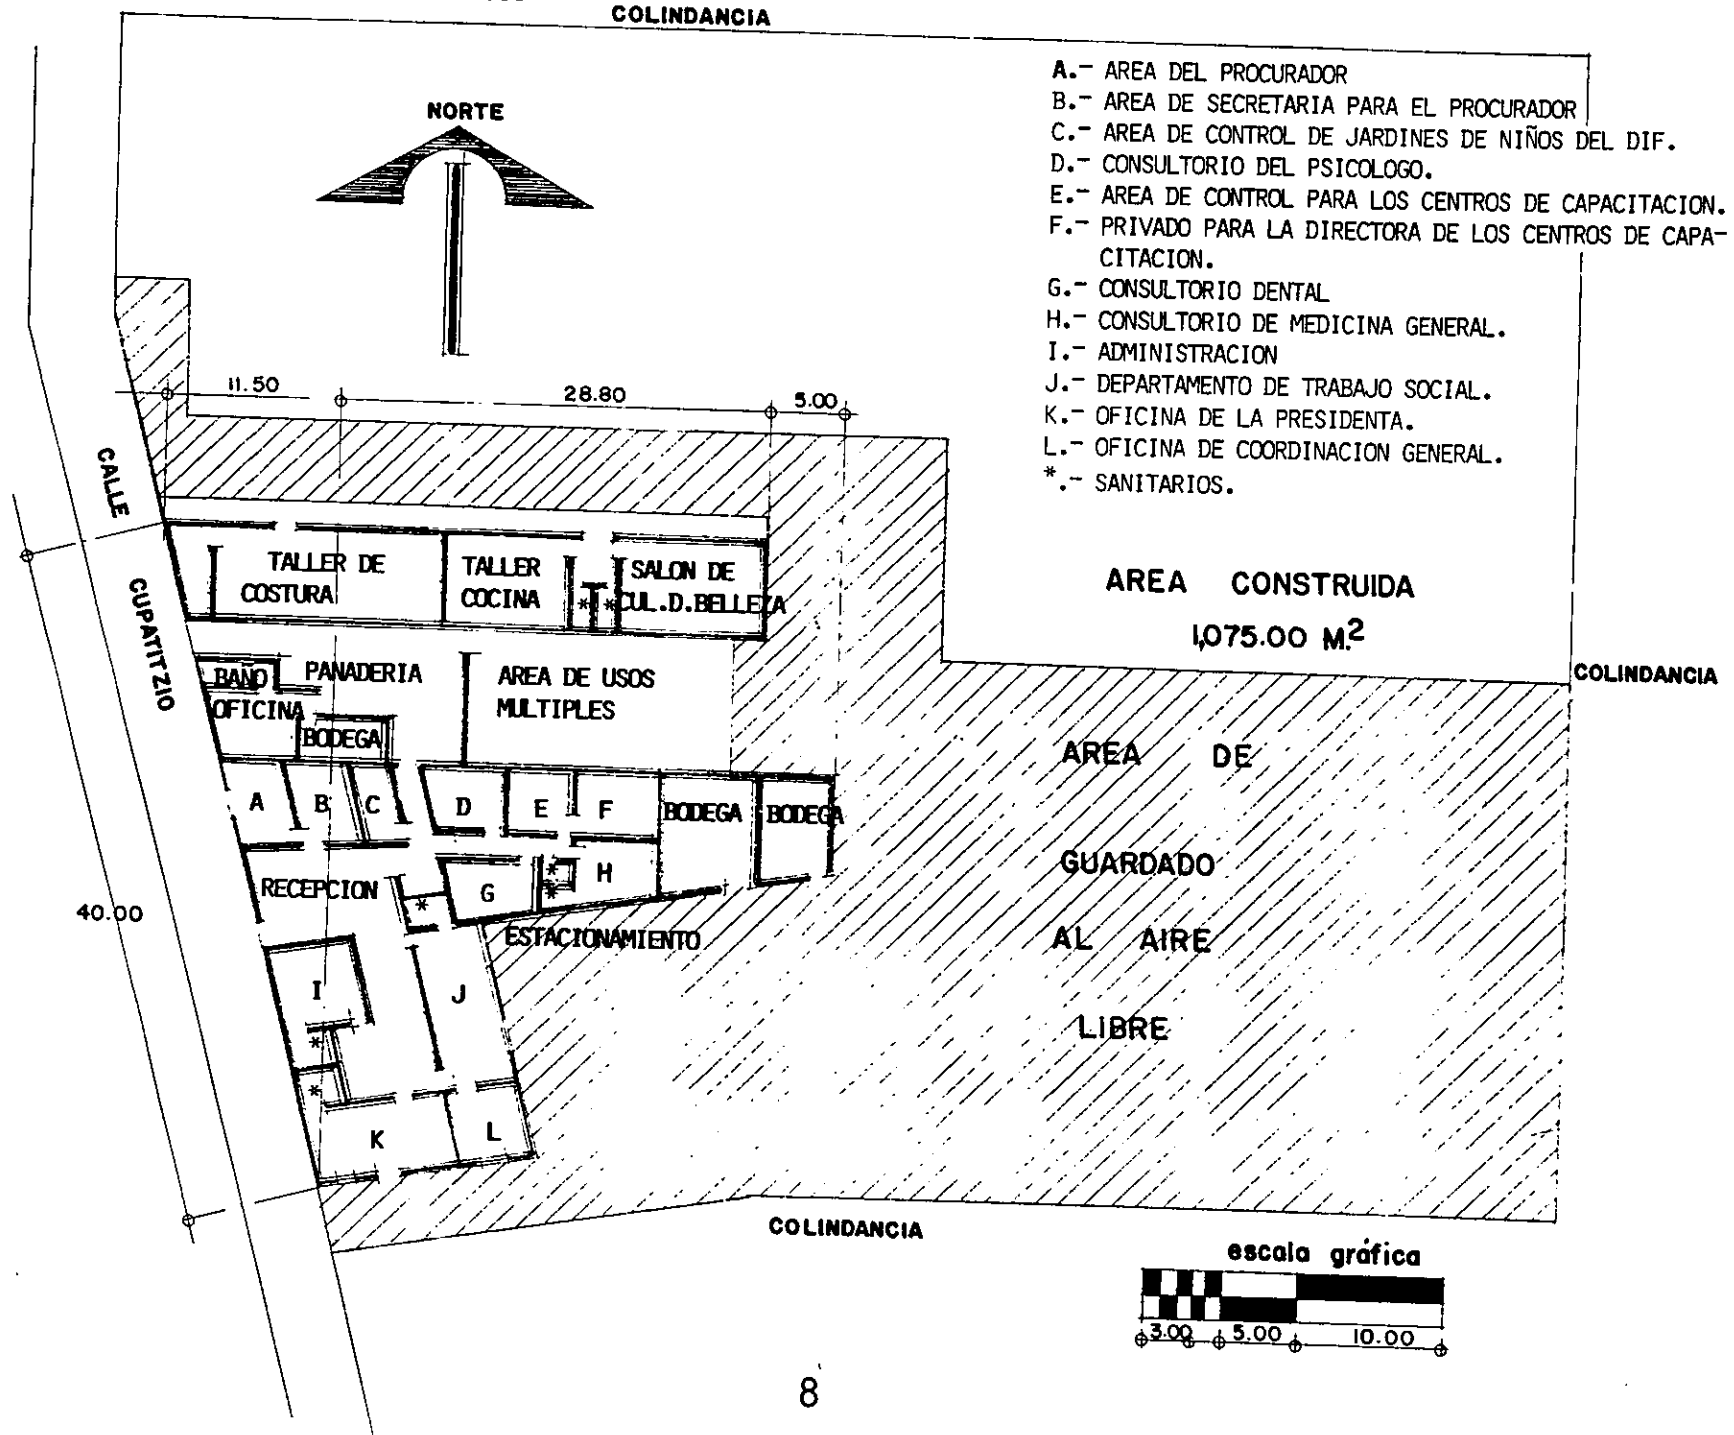 COLINDANCIA
A.- AREA DEL PROCURADOR
B.- AREA DE SECRETARIA PARA EL PROCURADOR
C.- AREA DE CONTROL DE JARDINES DE NIÑOS DEL DIF.
D.- CONSULTORIO DEL PSICOLOGO.
E.- AREA DE CONTROL PARA LOS CENTROS DE CAPACITACION.
F.- PRIVADO PARA LA DIRECTORA DE LOS CENTROS DE CAPA-
CITACION.
G.- CONSULTORIO DENTAL
H.- CONSULTORIO DE MEDICINA GENERAL.
I.- ADMINISTRACION
J.- DEPARTAMENTO DE TRABAJO SOCIAL.
K.- OFICINA DE LA PRESIDENTA.
L.- OFICINA DE COORDINACION GENERAL.
*.- SANITARIOS.
NORTE
11.50
28.80
5.00
CALLE
CUPATITZIO
40.00
TALLER DE
COSTURA
TALLER
COCINA
*
*
SALON DE
CUL.D.BELLEZA
AREA CONSTRUIDA
1,075.00 M.2
COLINDANCIA
BAÑO
PANADERIA
OFICINA
BODEGA
AREA DE USOS
MULTIPLES
A
B
C
D
E
F
BODEGA
BODEGA
RECEPCION
*
G
*
*
H
ESTACIONAMIENTO
AREA DE
GUARDADO
AL AIRE
LIBRE
I
J
*
*
K
L
COLINDANCIA
escala gráfica
3.00
5.00
10.00
8